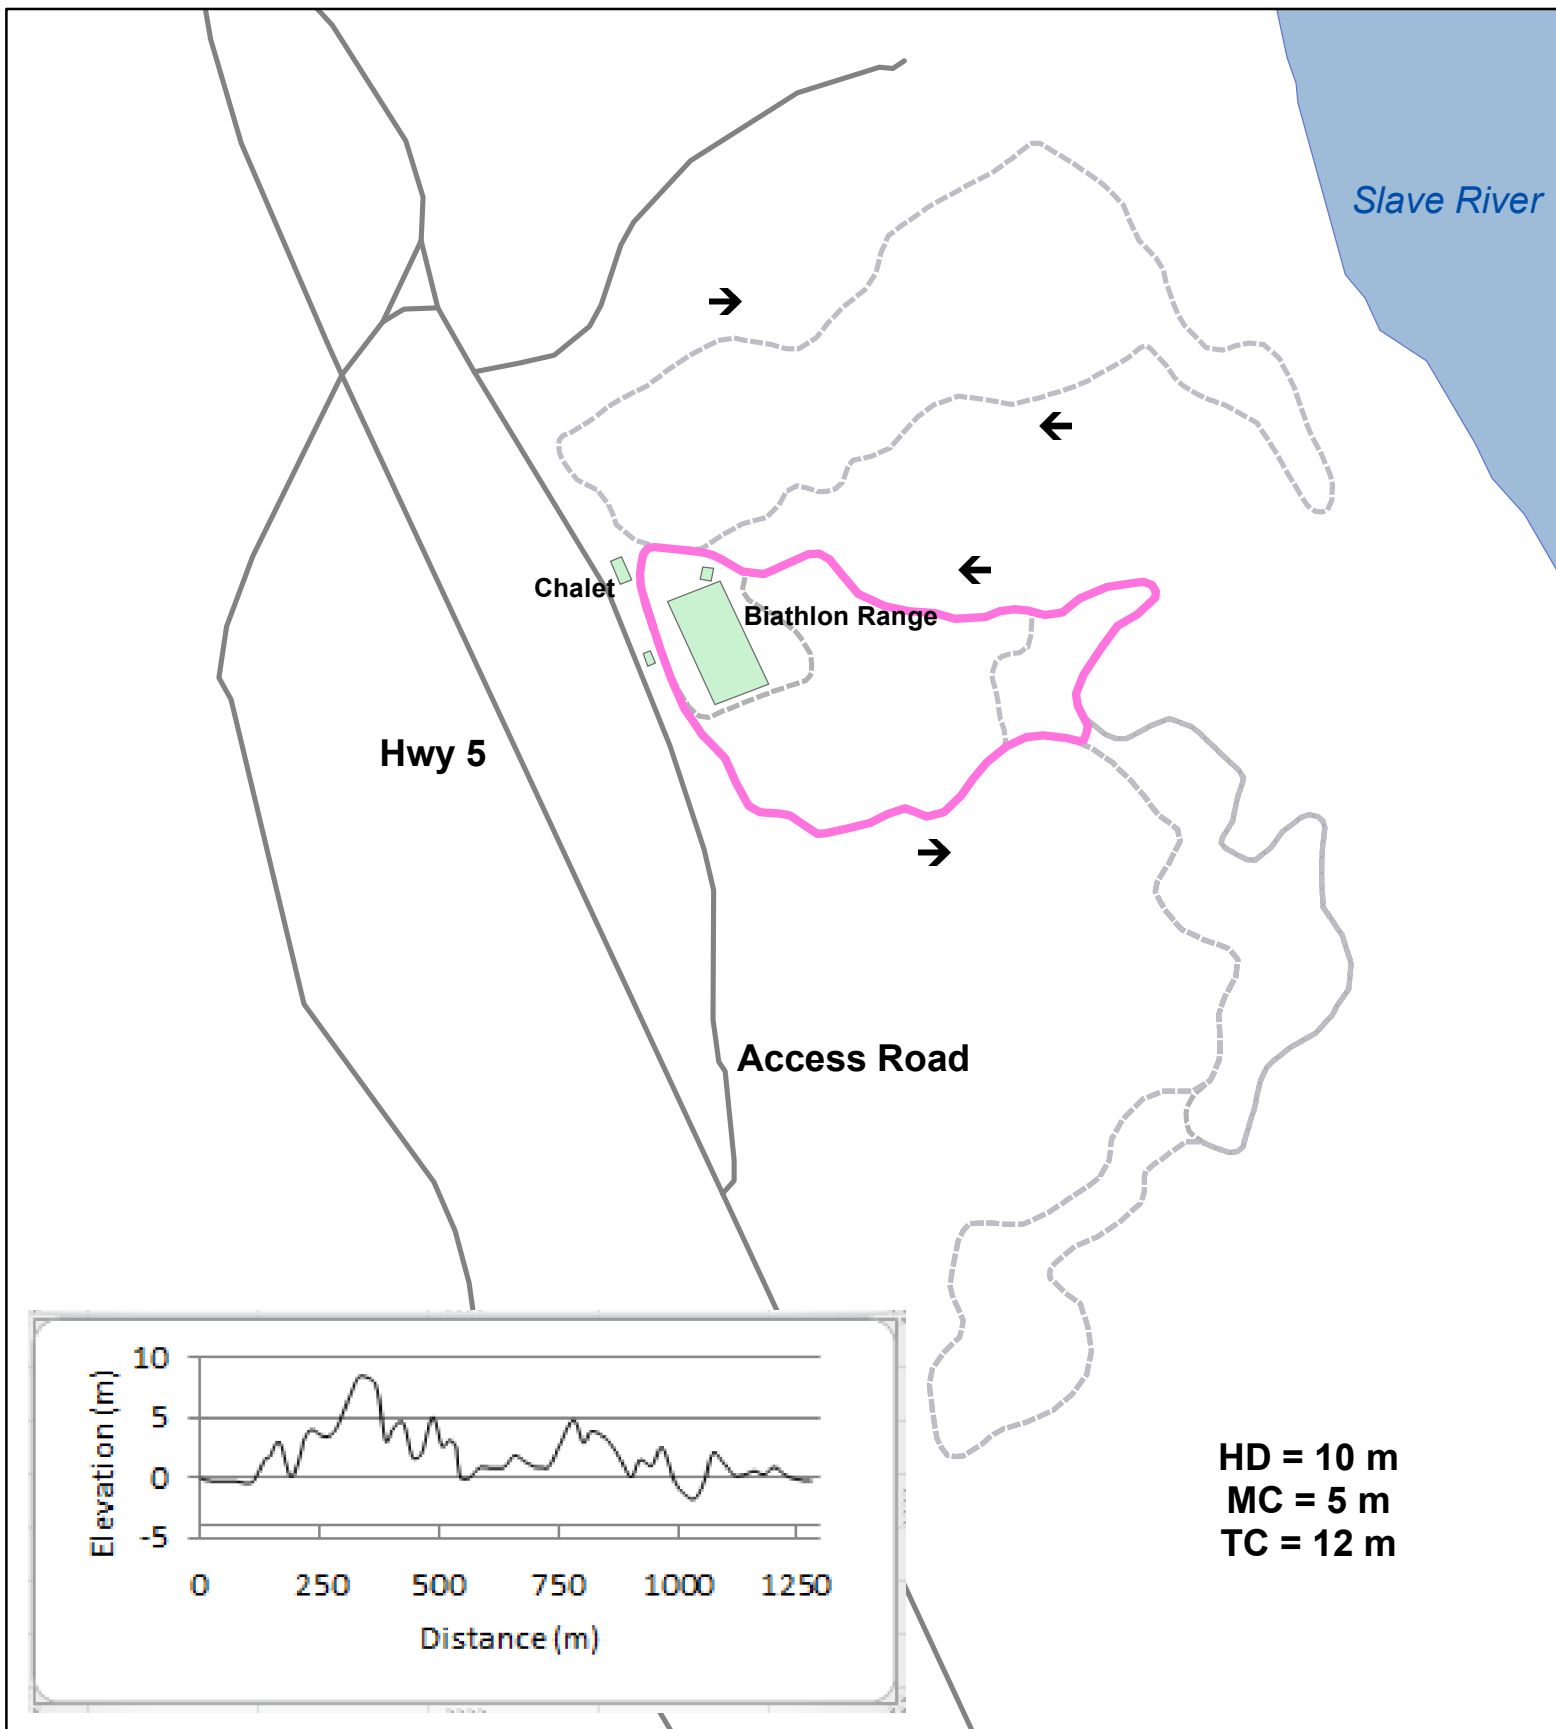 Slave River
Chalet
Biathlon Range
Hwy 5
Access Road
10
5
0
-5
Elevation (m)
0 250 500 750 1000 1250
Distance (m)
HD = 10 m
MC = 5 m
TC = 12 m